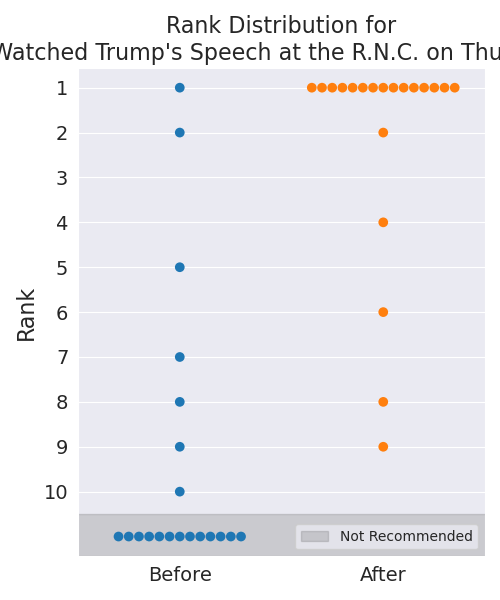 Rank Distribution for
Watched Trump's Speech at the R.N.C. on Thu
1
2
3
4
5
6
7
8
9
10
Rank
Not Recommended
Before
After